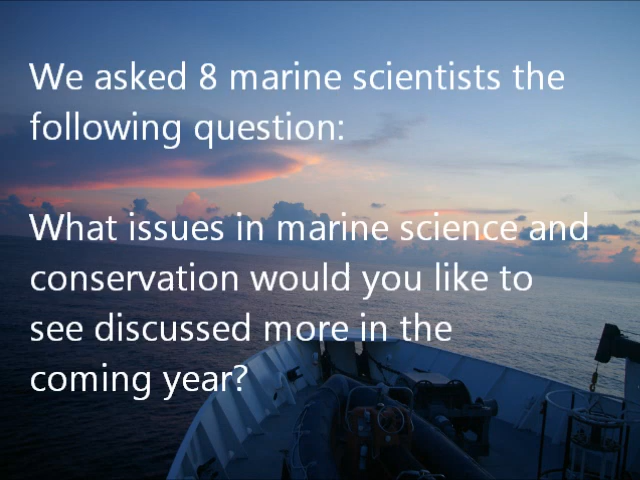 We asked 8 marine scientists the
following question:
What issues in marine science and
conservation would you like to
see discussed more in the
coming year?